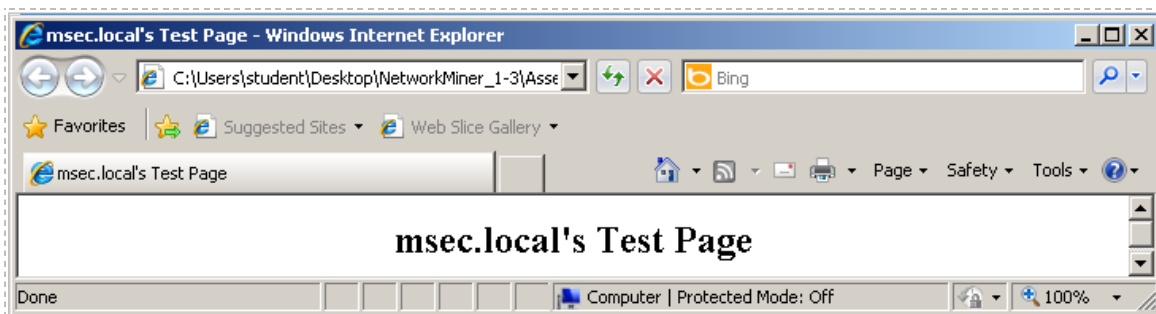 msec.local's Test Page - Windows Internet Explorer
C:\Users\student\Desktop\NetworkMiner_1-3\Asse Bing
Favorites Suggested Sites Web Slice Gallery
msec.local's Test Page Page Safety Tools
msec.local's Test Page
Done Computer | Protected Mode: Off 100%